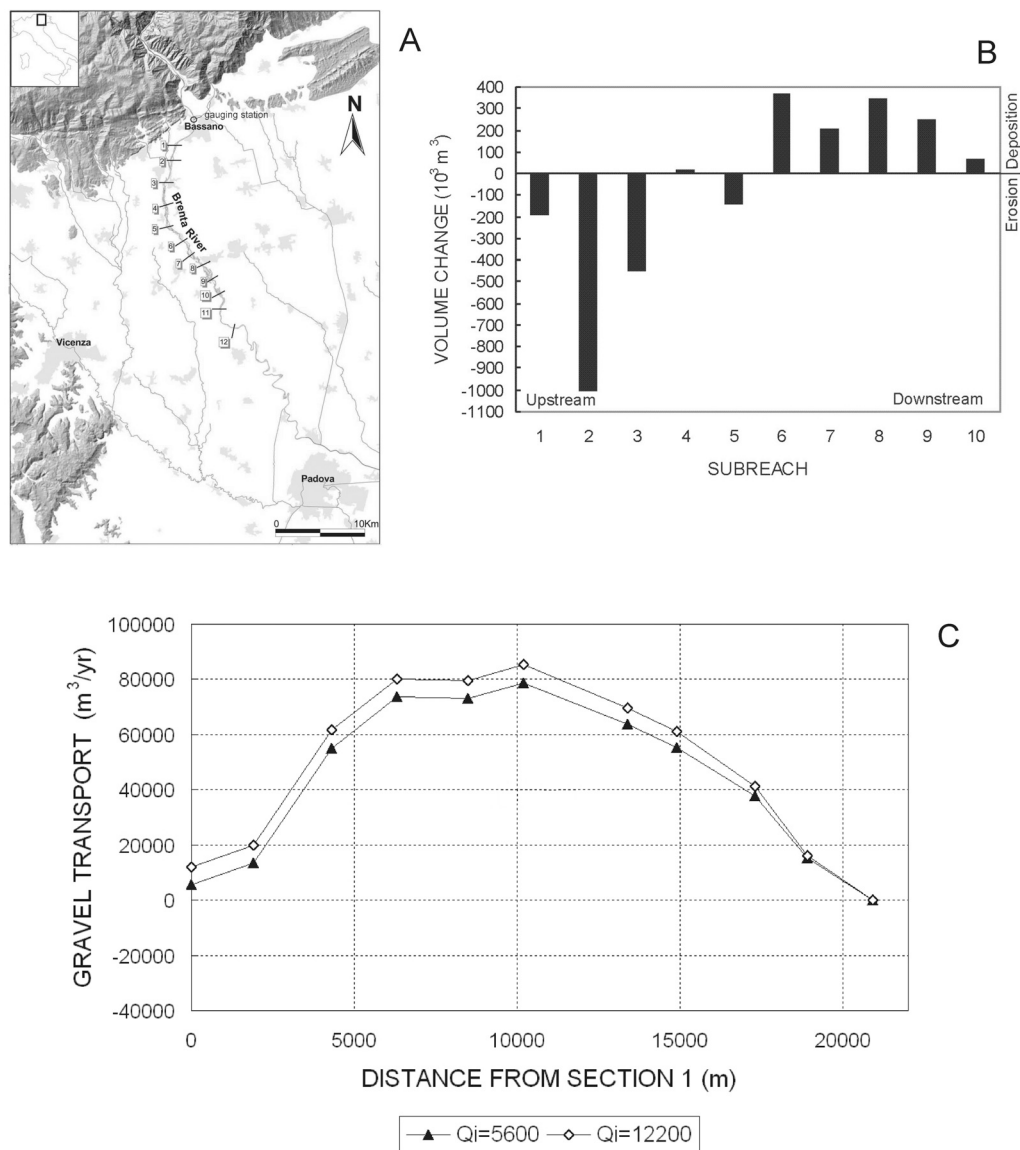 A
N
gauging station
Bassano
1
2
3
4
5
Brenta River
6
7
8
9
10
11
12
Vicenza
Padova
0 10Km
B
400
300
200
100
0
-100
-200
-300
-400
-500
-600
-700
-800
-900
-1000
-1100
VOLUME CHANGE (10³ m³)
Deposition
Erosion
Upstream Downstream
1 2 3 4 5 6 7 8 9 10
SUBREACH
C
100000
80000
60000
40000
20000
0
-20000
-40000
GRAVEL TRANSPORT (m³/yr)
0 5000 10000 15000 20000
DISTANCE FROM SECTION 1 (m)
Qi=5600 Qi=12200